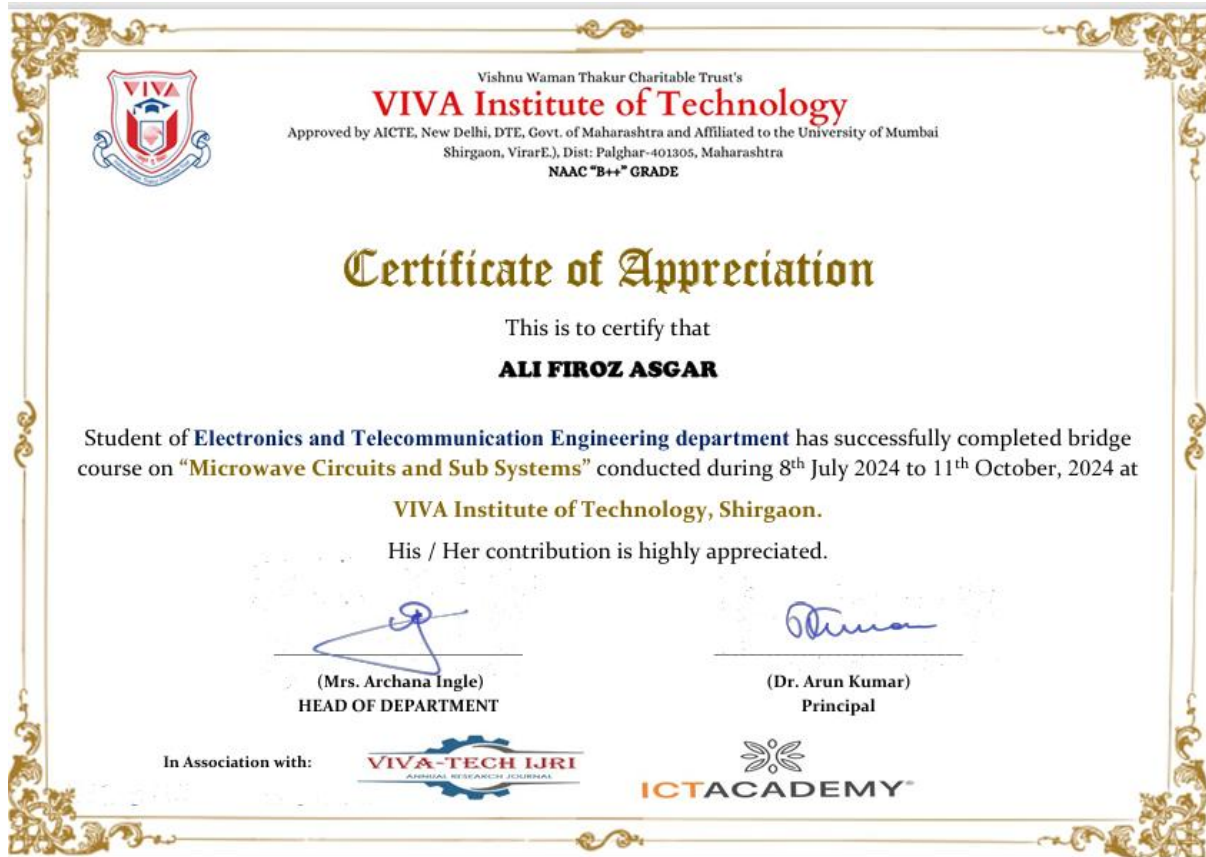 VIVA
Vishnu Waman Thakur Charitable Trust's
VIVA Institute of Technology
Approved by AICTE, New Delhi, DTE, Govt. of Maharashtra and Affiliated to the University of Mumbai
Shirgaon, VirarE.), Dist: Palghar-401305, Maharashtra
NAAC “B++” GRADE
Certificate of Appreciation
This is to certify that
ALI FIROZ ASGAR
Student of Electronics and Telecommunication Engineering department has successfully completed bridge
course on “Microwave Circuits and Sub Systems” conducted during 8th July 2024 to 11th October, 2024 at
VIVA Institute of Technology, Shirgaon.
His / Her contribution is highly appreciated.
(Mrs. Archana Ingle)
HEAD OF DEPARTMENT
(Dr. Arun Kumar)
Principal
In Association with:
VIVA-TECH IJRI
ANNUAL RESEARCH JOURNAL
ICTACADEMY®